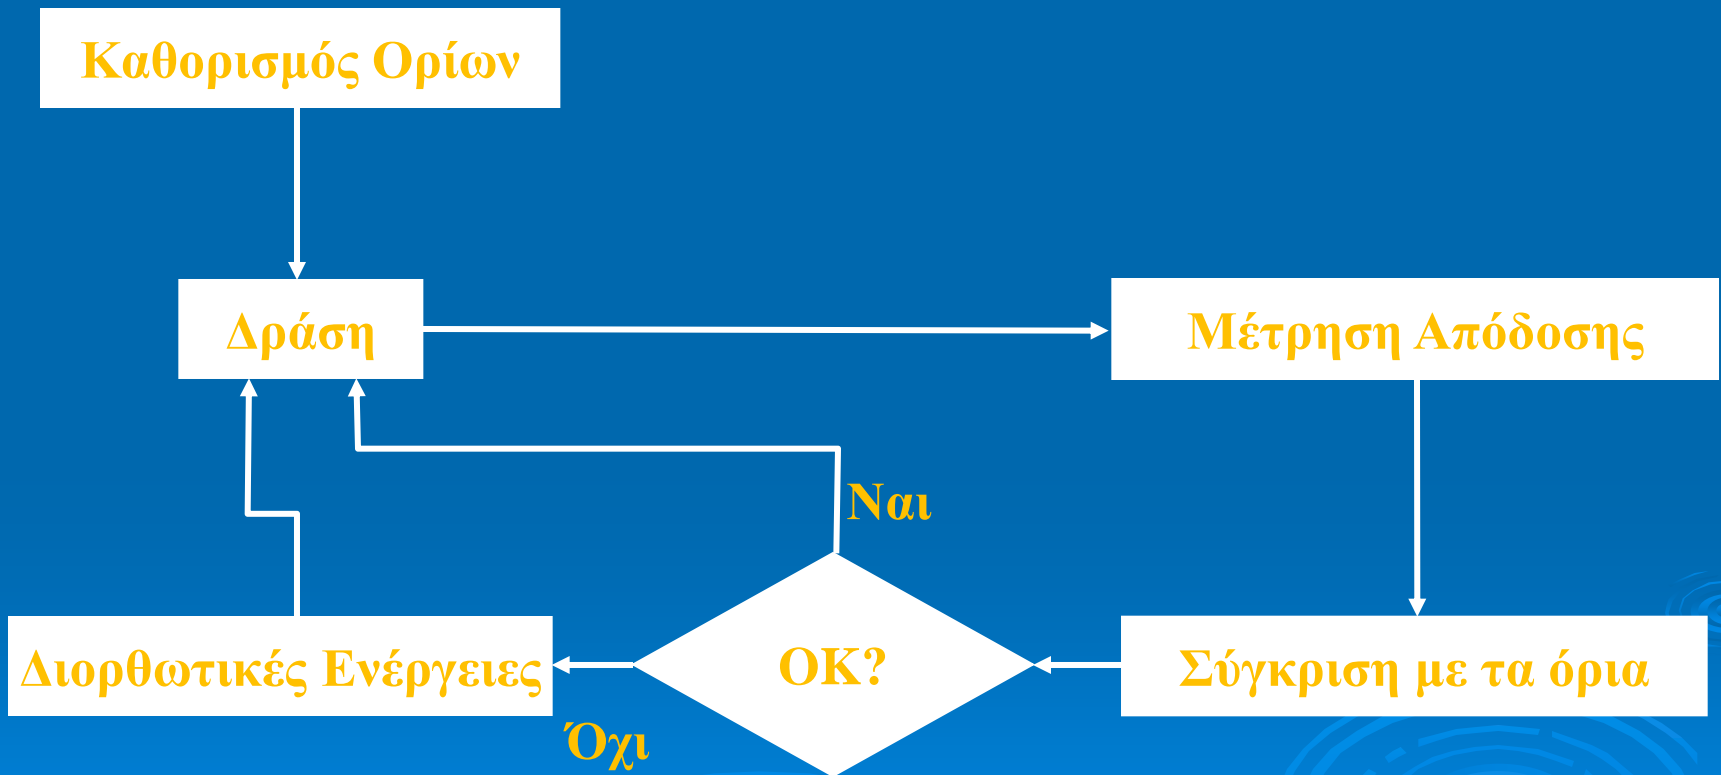 Καθορισμός Ορίων
Δράση
Μέτρηση Απόδοσης
Ναι
Διορθωτικές Ενέργειες
OK?
Σύγκριση με τα όρια
Όχι